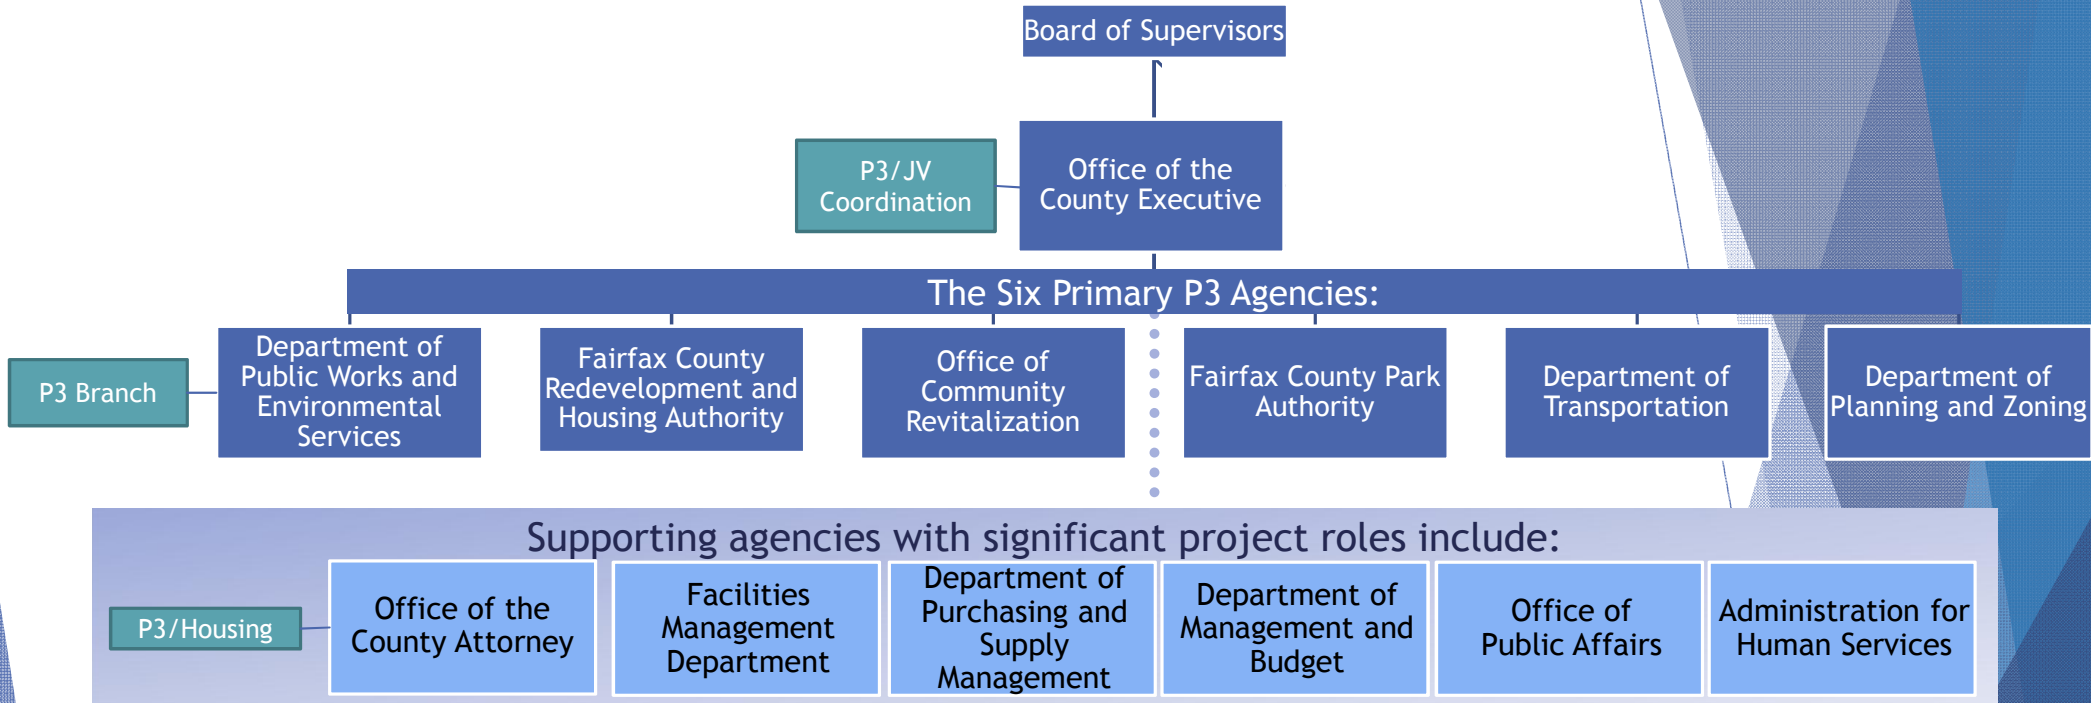 Board of Supervisors
P3/JV
Coordination
Office of the
County Executive
The Six Primary P3 Agencies:
P3 Branch
Department of
Public Works and
Environmental
Services
Fairfax County
Redevelopment and
Housing Authority
Office of
Community
Revitalization
Fairfax County Park
Authority
Department of
Transportation
Department of
Planning and Zoning
Supporting agencies with significant project roles include:
P3/Housing
Office of the
County Attorney
Facilities
Management
Department
Department of
Purchasing and
Supply
Management
Department of
Management and
Budget
Office of
Public Affairs
Administration for
Human Services